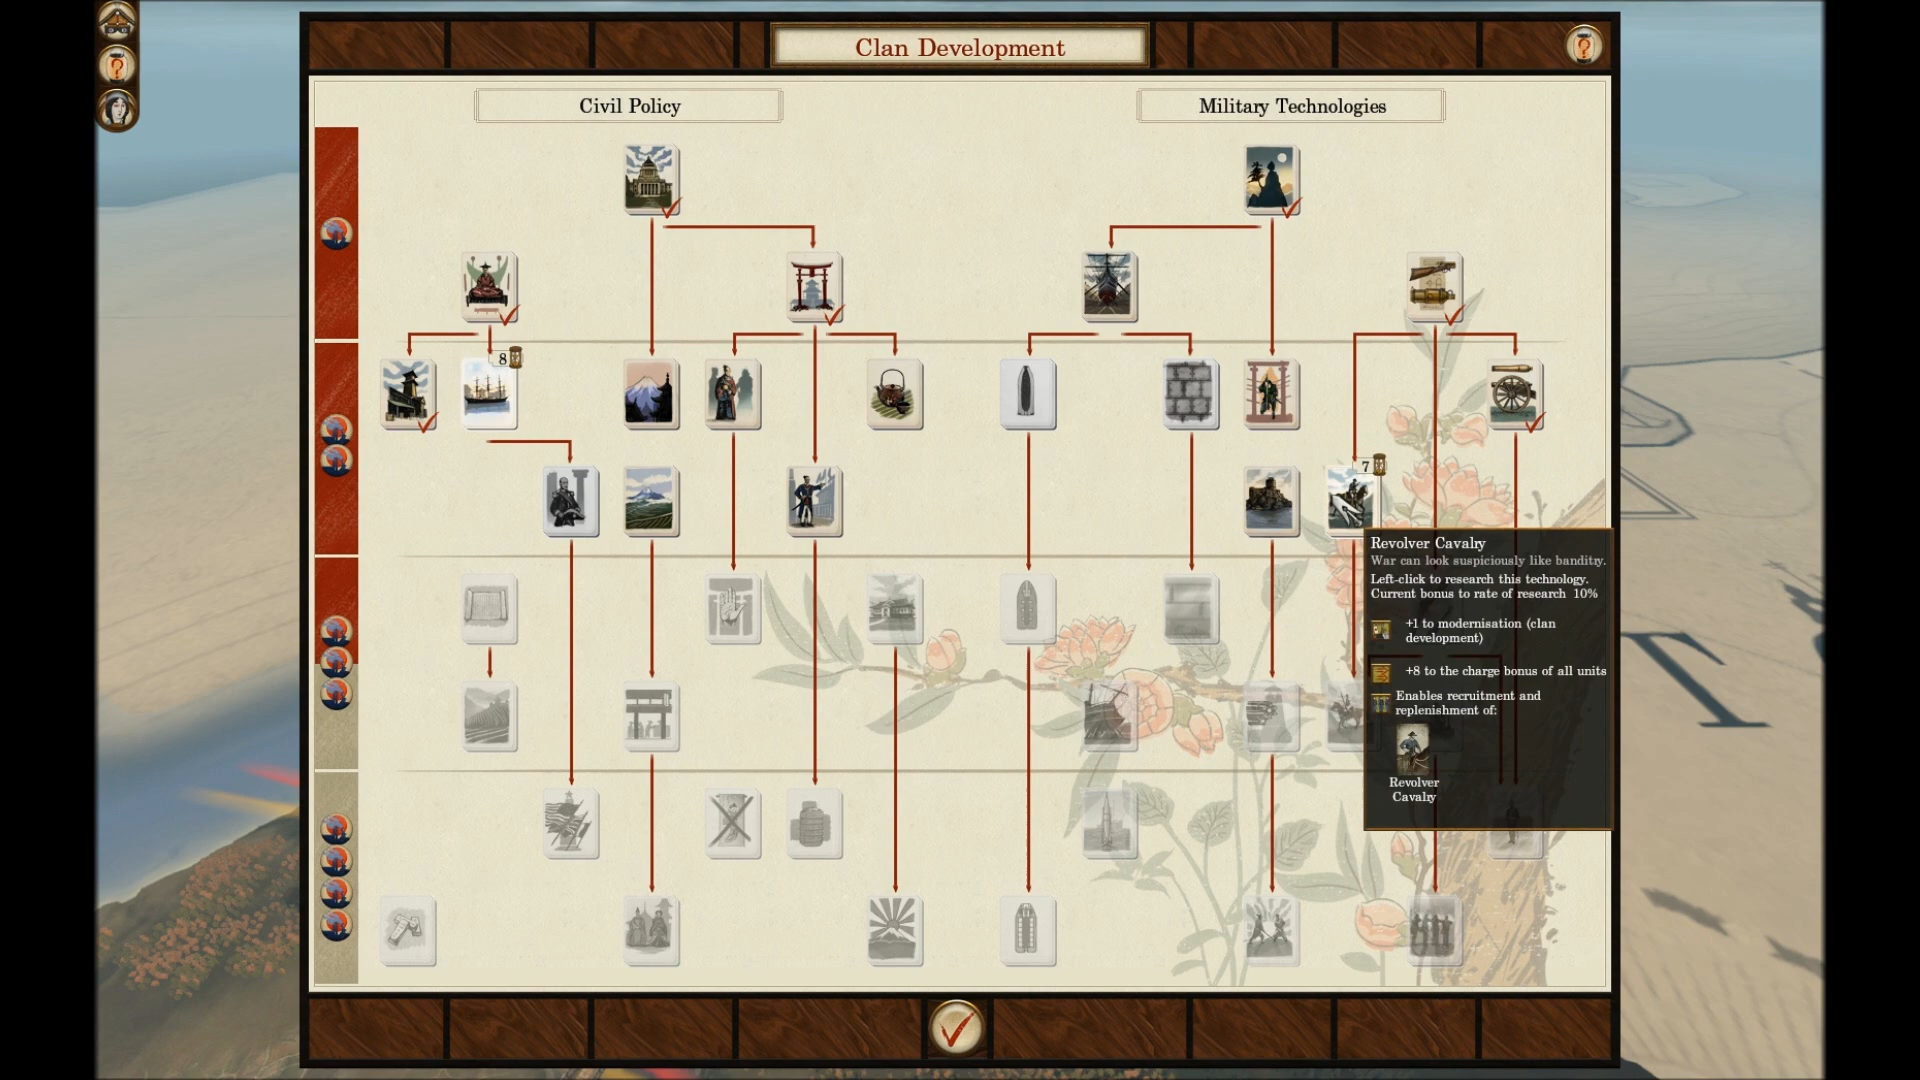 Clan Development
Civil Policy
Military Technologies
8
7
Revolver Cavalry
War can look suspiciously like bandity.
Left-click to research this technology.
Current bonus to rate of research 10%
+1 to modernisation (clan
development)
+8 to the charge bonus of all units
Enables recruitment and
replenishment of:
Revolver
Cavalry